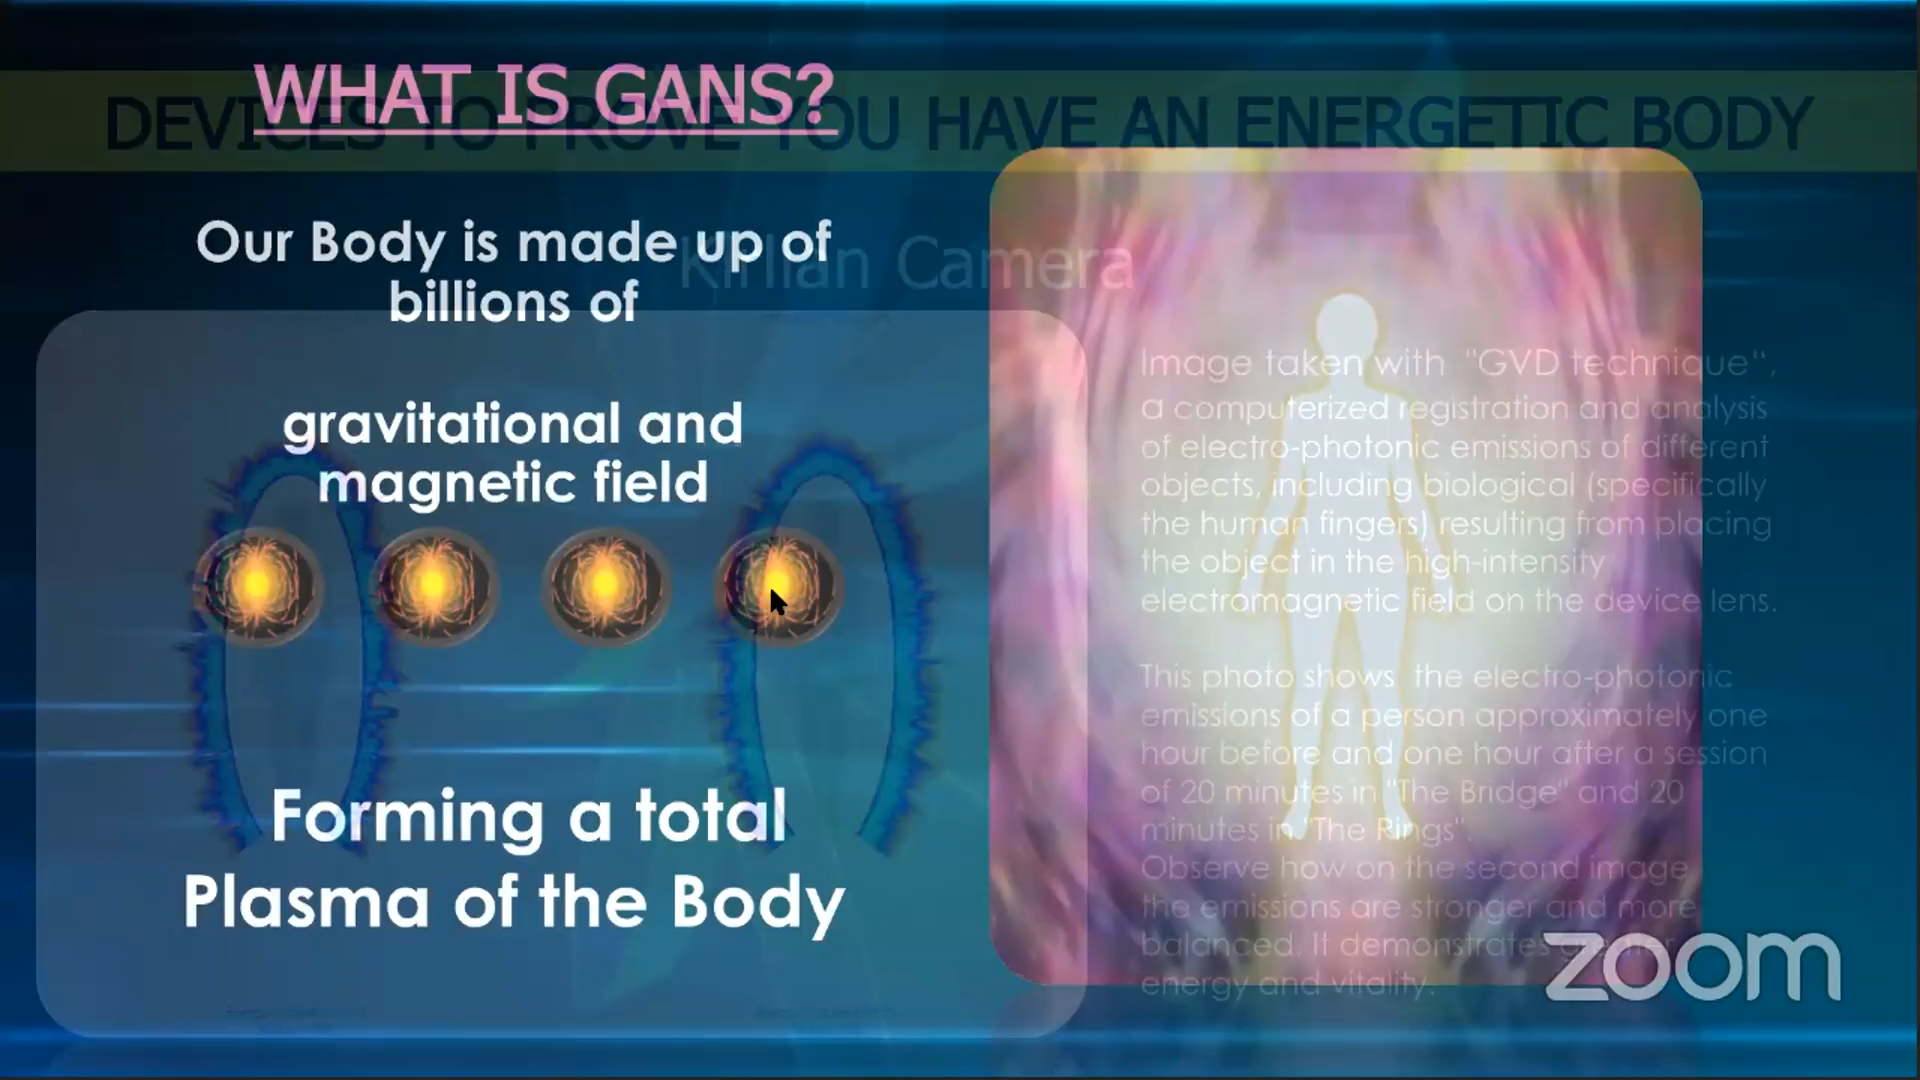 WHAT IS GANS?
DEVICES TO PROVE YOU HAVE AN ENERGETIC BODY
Our Body is made up of
billions of
gravitational and
magnetic field
Forming a total
Plasma of the Body
Kirlian Camera
Image taken with "GVD technique",
a computerized registration and analysis
of electro-photonic emissions of different
objects, including biological (specifically
the human fingers) resulting from placing
the object in the high-intensity
electromagnetic field on the device lens.
This photo shows the electro-photonic
emissions of a person approximately one
hour before and one hour after a session
of 20 minutes in "The Bridge" and 20
minutes in "The Rings"
Observe how on the second image
the emissions are stronger and more
balanced. It demonstrates
energy and vitality.
zoom